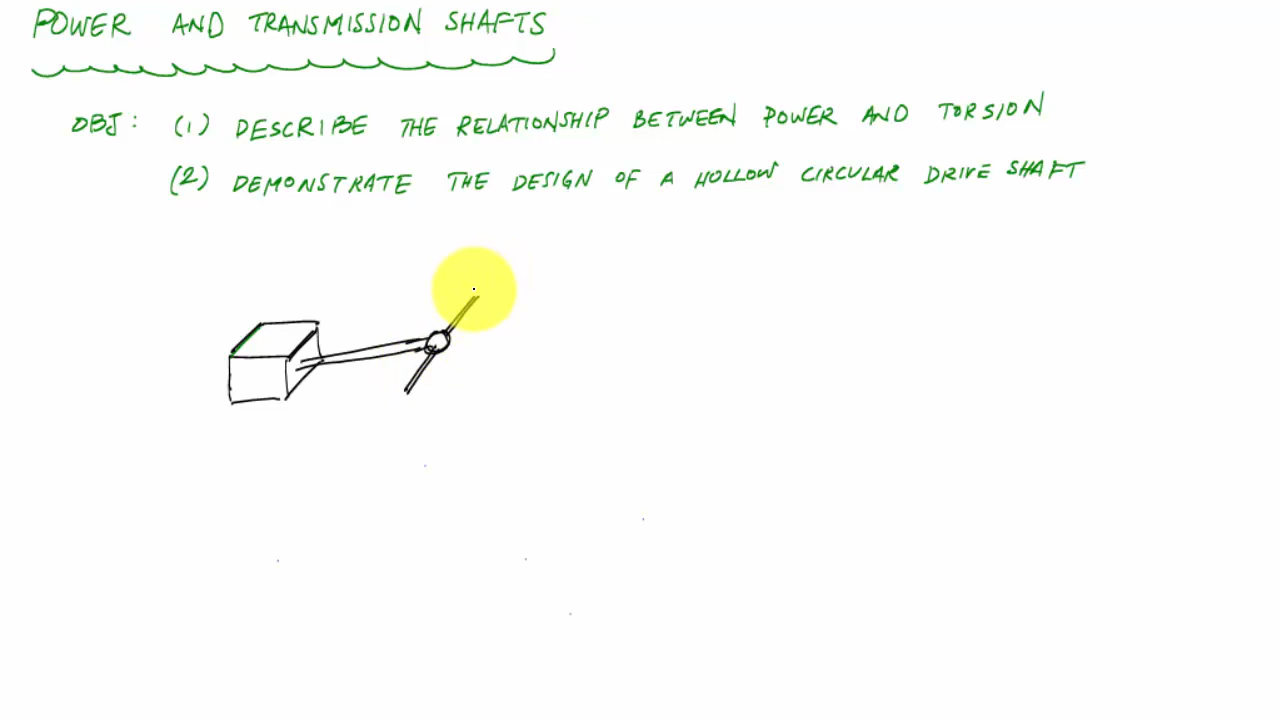 POWER AND TRANSMISSION SHAFTS
OBJ: (1) DESCRIBE THE RELATIONSHIP BETWEEN POWER AND TORSION
(2) DEMONSTRATE THE DESIGN OF A HOLLOW CIRCULAR DRIVE SHAFT